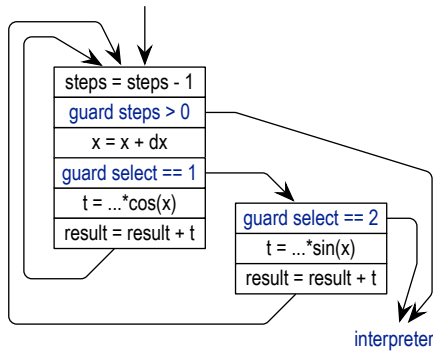 steps = steps - 1
guard steps > 0
x = x + dx
guard select == 1
t = ...*cos(x)
result = result + t
guard select == 2
t = ...*sin(x)
result = result + t
interpreter